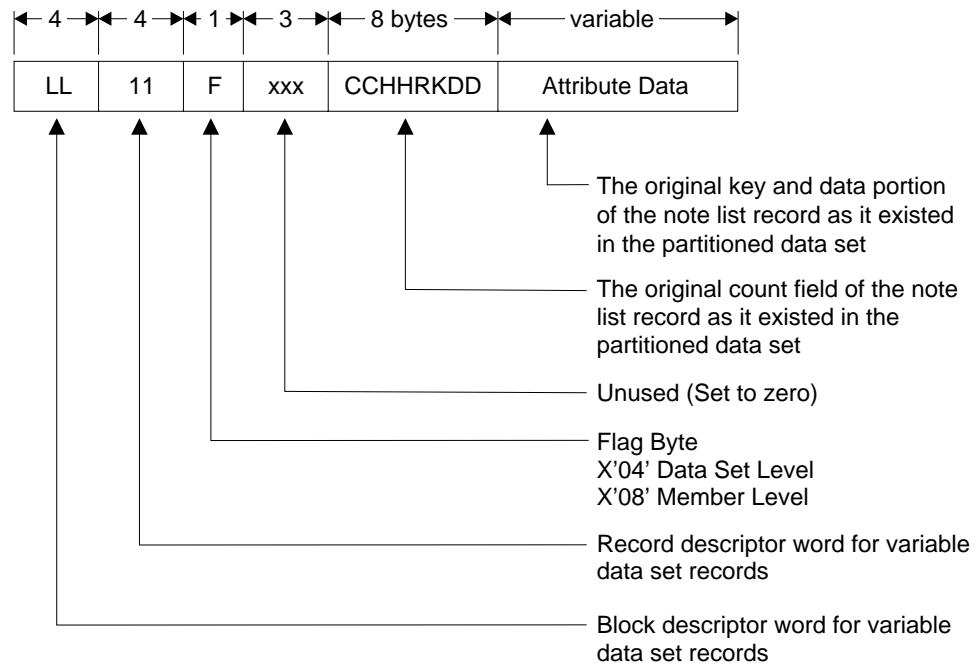 4 4 1 3 8 bytes variable
LL 11 F xxx CCHHRKDD Attribute Data
The original key and data portion
of the note list record as it existed
in the partitioned data set
The original count field of the note
list record as it existed in the
partitioned data set
Unused (Set to zero)
Flag Byte
X’04’ Data Set Level
X’08’ Member Level
Record descriptor word for variable
data set records
Block descriptor word for variable
data set records